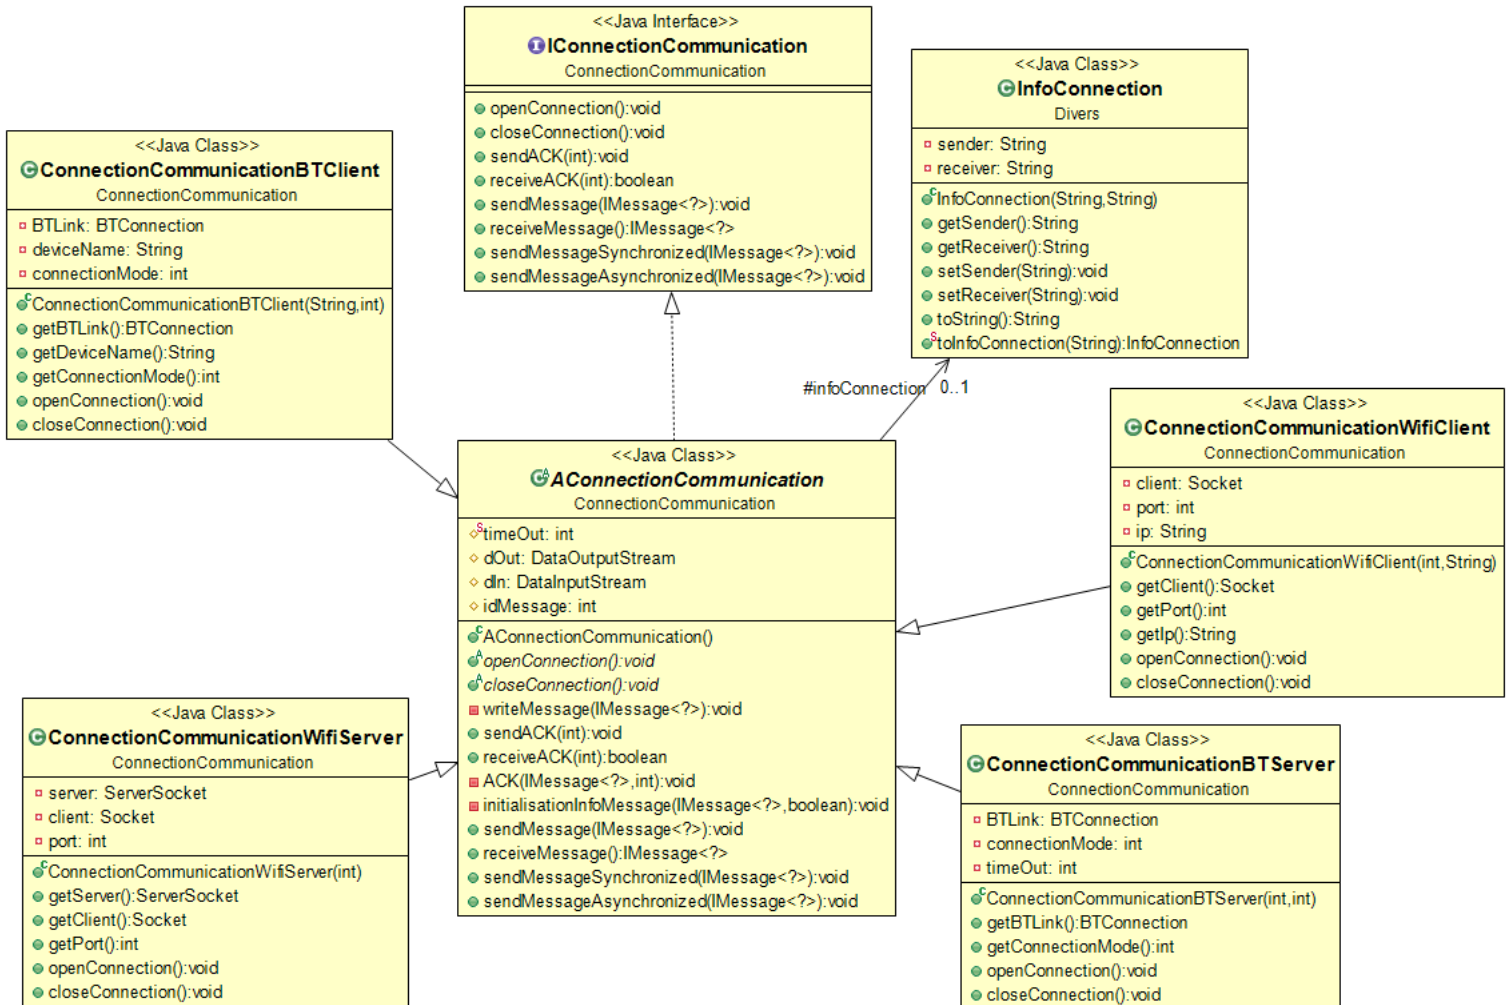 <<Java Interface>>
IConnectionCommunication
ConnectionCommunication
openConnection():void
closeConnection():void
sendACK(int):void
receiveACK(int):boolean
sendMessage(IMessage<?>):void
receiveMessage():IMessage<?>
sendMessageSynchronized(IMessage<?>):void
sendMessageAsynchronized(IMessage<?>):void
<<Java Class>>
InfoConnection
Divers
sender: String
receiver: String
InfoConnection(String,String)
getSender():String
getReceiver():String
setSender(String):void
setReceiver(String):void
toString():String
toInfoConnection(String):InfoConnection
<<Java Class>>
ConnectionCommunicationBTClient
ConnectionCommunication
BTLink: BTConnection
deviceName: String
connectionMode: int
ConnectionCommunicationBTClient(String,int)
getBTLink():BTConnection
getDeviceName():String
getConnectionMode():int
openConnection():void
closeConnection():void
#infoConnection 0..1
<<Java Class>>
ConnectionCommunicationWifiClient
ConnectionCommunication
client: Socket
port: int
ip: String
ConnectionCommunicationWifiClient(int,String)
getClient():Socket
getPort():int
getIp():String
openConnection():void
closeConnection():void
<<Java Class>>
AConnectionCommunication
ConnectionCommunication
timeOut: int
dOut: DataOutputStream
dIn: DataInputStream
idMessage: int
AConnectionCommunication()
openConnection():void
closeConnection():void
writeMessage(IMessage<?>):void
sendACK(int):void
receiveACK(int):boolean
ACK(IMessage<?>,int):void
initialisationInfoMessage(IMessage<?>,boolean):void
sendMessage(IMessage<?>):void
receiveMessage():IMessage<?>
sendMessageSynchronized(IMessage<?>):void
sendMessageAsynchronized(IMessage<?>):void
<<Java Class>>
ConnectionCommunicationWifiServer
ConnectionCommunication
server: ServerSocket
client: Socket
port: int
ConnectionCommunicationWifiServer(int)
getServer():ServerSocket
getClient():Socket
getPort():int
openConnection():void
closeConnection():void
<<Java Class>>
ConnectionCommunicationBTServer
ConnectionCommunication
BTLink: BTConnection
connectionMode: int
timeOut: int
ConnectionCommunicationBTServer(int,int)
getBTLink():BTConnection
getConnectionMode():int
openConnection():void
closeConnection():void